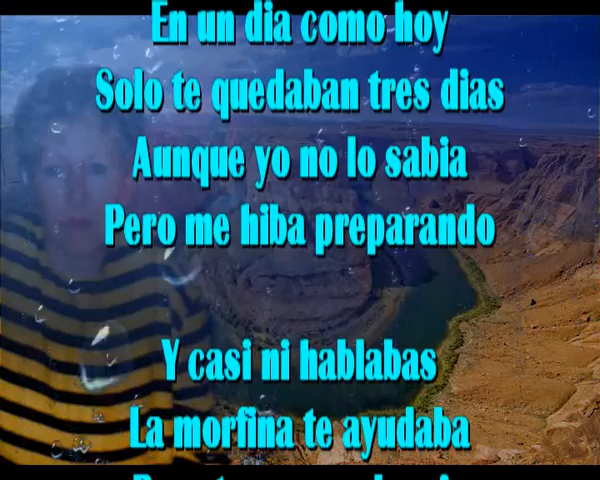 En un dia como hoy
Solo te quedaban tres dias
Aunque yo no lo sabia
Pero me hiba preparando
Y casi ni hablabas
La morfina te ayudaba